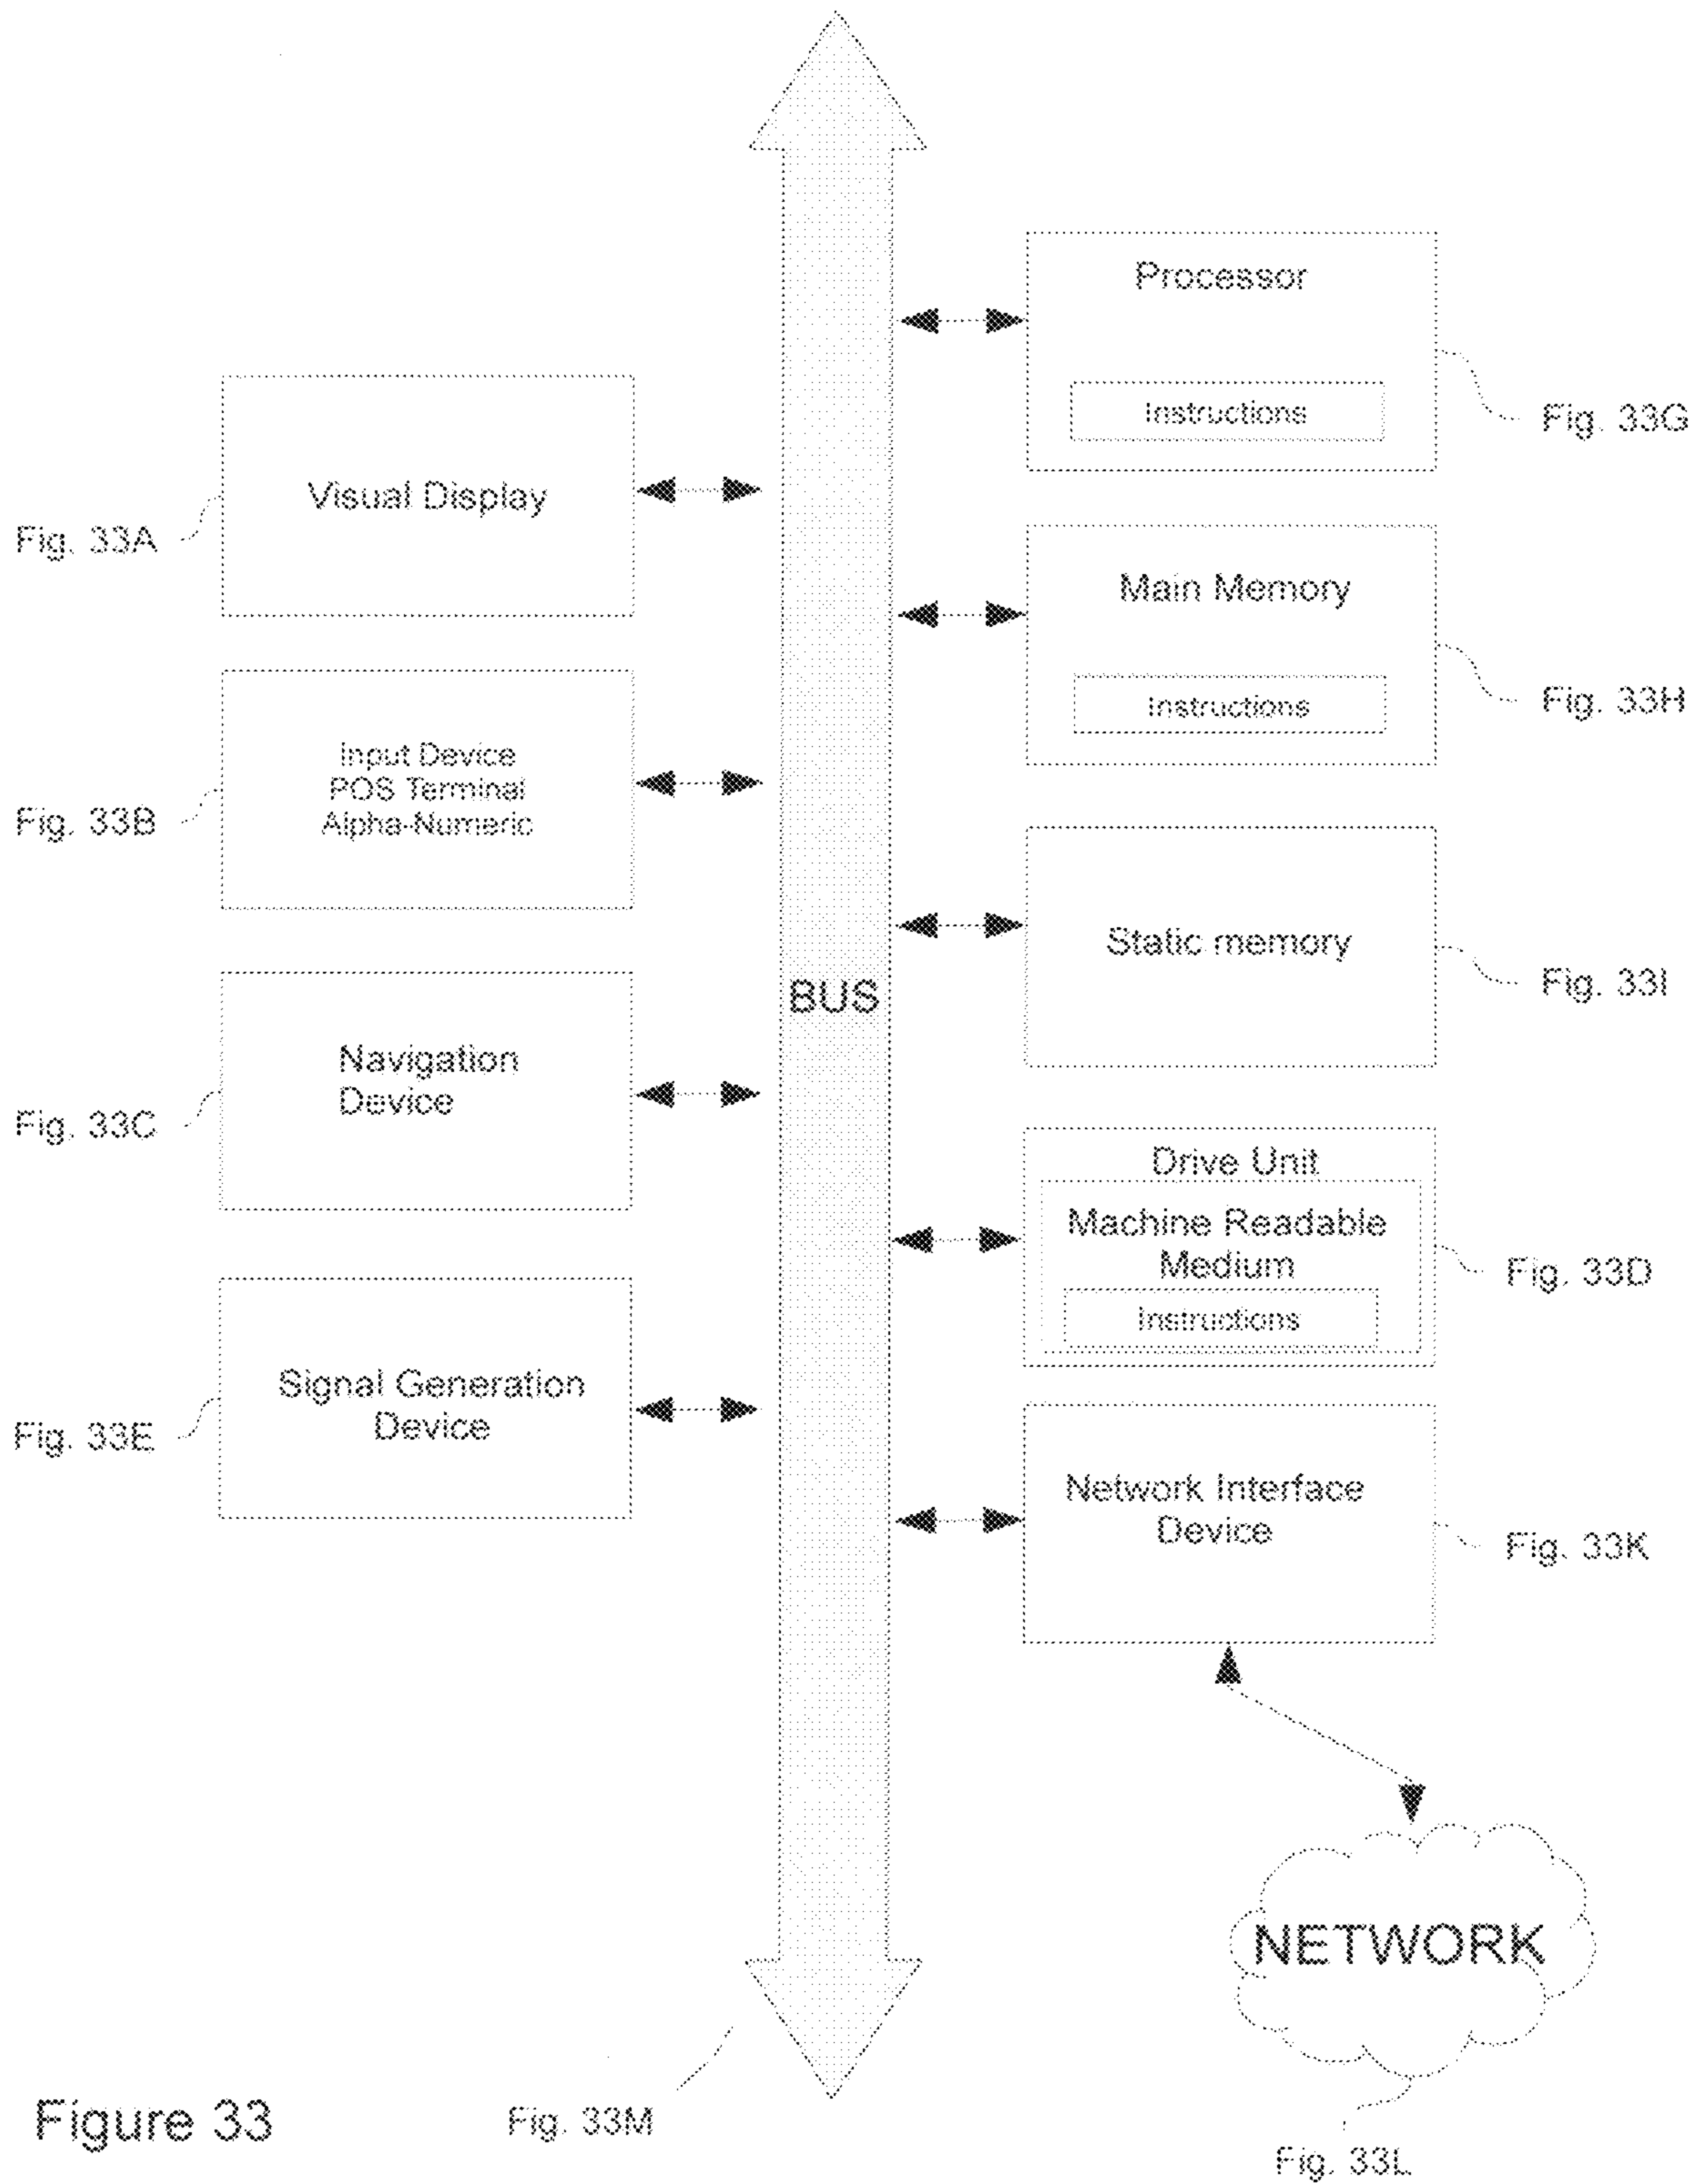 Processor
Instructions
Fig. 33G
Visual Display
Fig. 33A
Main Memory
Instructions
Fig. 33H
Input Device
POS Terminal
Alpha-Numeric
Fig. 33B
Static memory
Fig. 33I
BUS
Navigation
Device
Fig. 33C
Drive Unit
Machine Readable
Medium
Instructions
Fig. 33D
Signal Generation
Device
Fig. 33E
Network Interface
Device
Fig. 33K
NETWORK
Figure 33
Fig. 33M
Fig. 33L